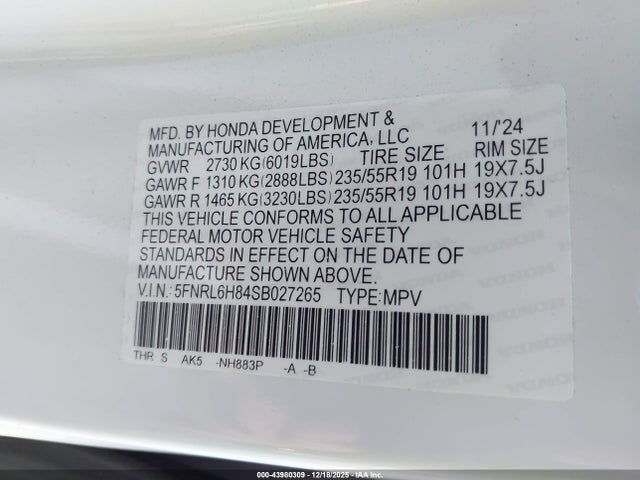 MFD. BY HONDA DEVELOPMENT & 11/'24
MANUFACTURING OF AMERICA, LLC
GVWR 2730 KG(6019LBS) TIRE SIZE RIM SIZE
GAWR F 1310 KG(2888LBS) 235/55R19 101H 19X7.5J
GAWR R 1465 KG(3230LBS) 235/55R19 101H 19X7.5J
THIS VEHICLE CONFORMS TO ALL APPLICABLE
FEDERAL MOTOR VEHICLE SAFETY
STANDARDS IN EFFECT ON THE DATE OF
MANUFACTURE SHOWN ABOVE.
V.I.N.: 5FNRL6H84SB027265 TYPE: MPV
THR S AK5 -NH883P -A -B
000-43980309 - 12/18/2025 - IAA Inc.